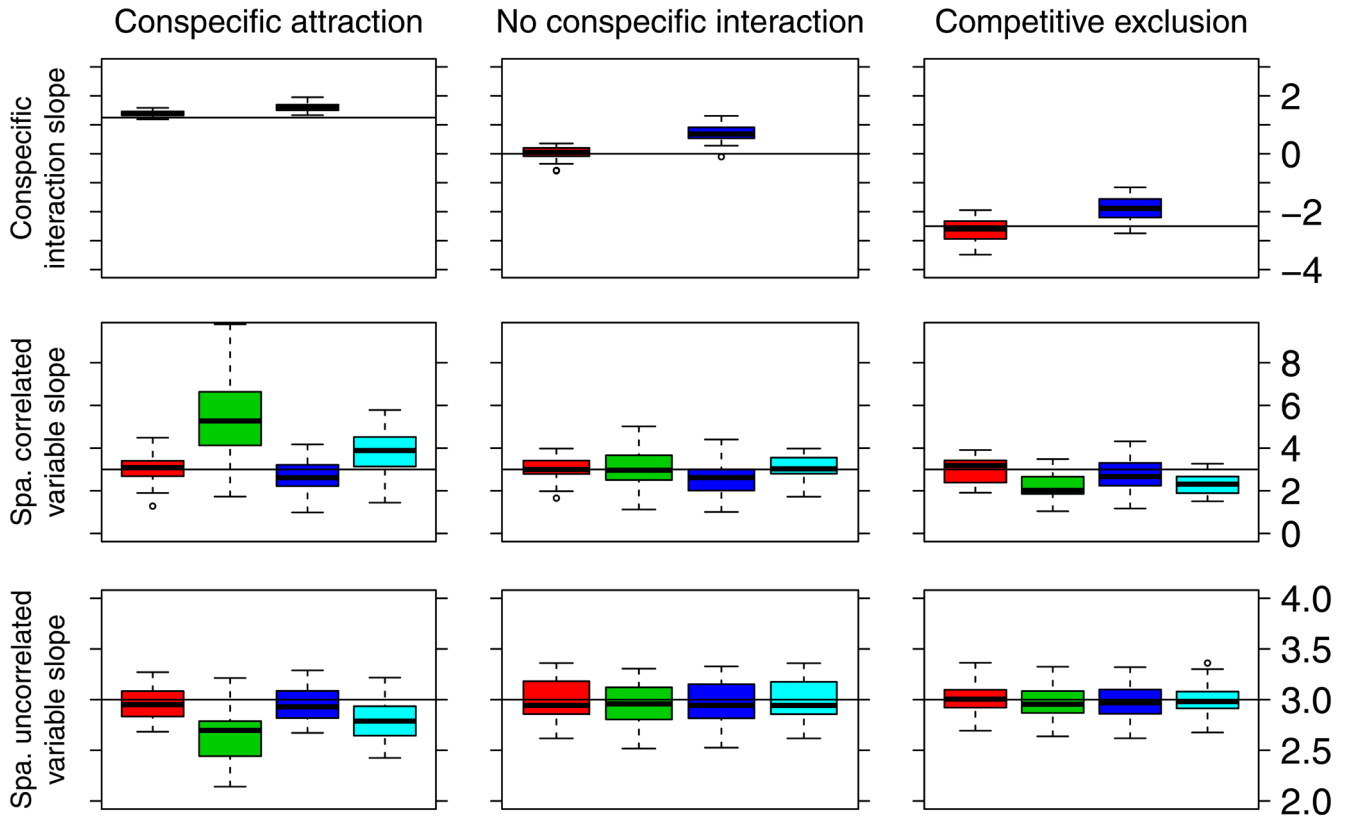 Conspecific attraction
No conspecific interaction
Competitive exclusion
Conspecific
interaction slope
2
0
−2
−4
Spa. correlated
variable slope
8
6
4
2
0
Spa. uncorrelated
variable slope
4.0
3.5
3.0
2.5
2.0